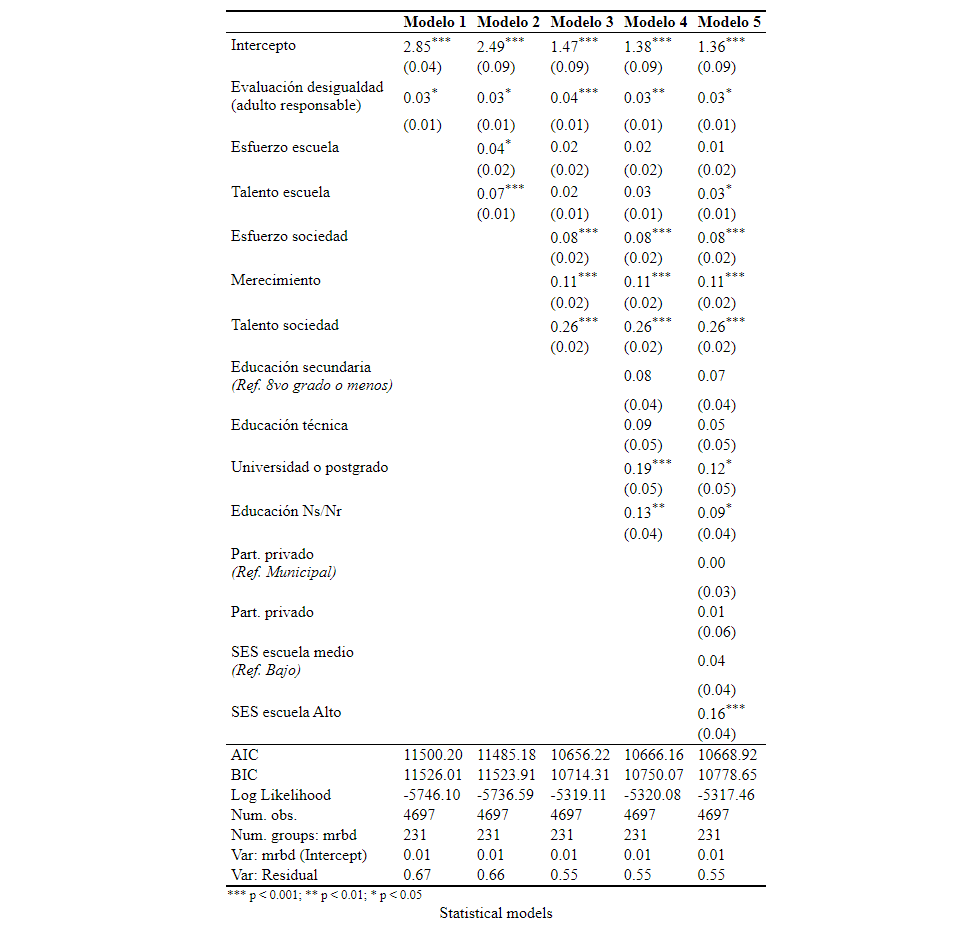 Modelo 1 Modelo 2 Modelo 3 Modelo 4 Modelo 5
Intercepto 2.85*** 2.49*** 1.47*** 1.38*** 1.36***
(0.04) (0.09) (0.09) (0.09) (0.09)
Evaluación desigualdad
(adulto responsable) 0.03* 0.03* 0.04*** 0.03** 0.03*
(0.01) (0.01) (0.01) (0.01) (0.01)
Esfuerzo escuela 0.04* 0.02 0.02 0.01
(0.02) (0.02) (0.02) (0.02)
Talento escuela 0.07*** 0.02 0.03 0.03*
(0.01) (0.01) (0.01) (0.01)
Esfuerzo sociedad 0.08*** 0.08*** 0.08***
(0.02) (0.02) (0.02)
Merecimiento 0.11*** 0.11*** 0.11***
(0.02) (0.02) (0.02)
Talento sociedad 0.26*** 0.26*** 0.26***
(0.02) (0.02) (0.02)
Educación secundaria
(Ref. 8vo grado o menos) 0.08 0.07
(0.04) (0.04)
Educación técnica 0.09 0.05
(0.05) (0.05)
Universidad o postgrado 0.19*** 0.12*
(0.05) (0.05)
Educación Ns/Nr 0.13** 0.09*
(0.04) (0.04)
Part. privado
(Ref. Municipal) 0.00
(0.03)
Part. privado 0.01
(0.06)
SES escuela medio
(Ref. Bajo) 0.04
(0.04)
SES escuela Alto 0.16***
(0.04)
AIC 11500.20 11485.18 10656.22 10666.16 10668.92
BIC 11526.01 11523.91 10714.31 10750.07 10778.65
Log Likelihood -5746.10 -5736.59 -5319.11 -5320.08 -5317.46
Num. obs. 4697 4697 4697 4697 4697
Num. groups: mrbd 231 231 231 231 231
Var: mrbd (Intercept) 0.01 0.01 0.01 0.01 0.01
Var: Residual 0.67 0.66 0.55 0.55 0.55
*** p < 0.001; ** p < 0.01; * p < 0.05
Statistical models